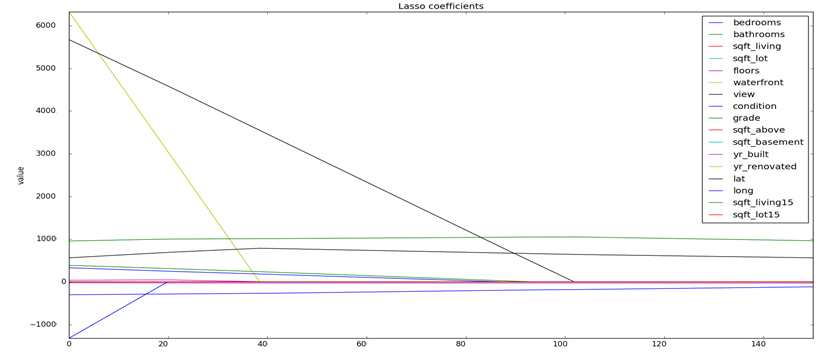 Lasso coefficients
6000
5000
4000
3000
2000
1000
0
−1000
value
0
20
40
60
80
100
120
140
bedrooms
bathrooms
sqft_living
sqft_lot
floors
waterfront
view
condition
grade
sqft_above
sqft_basement
yr_built
yr_renovated
lat
long
sqft_living15
sqft_lot15